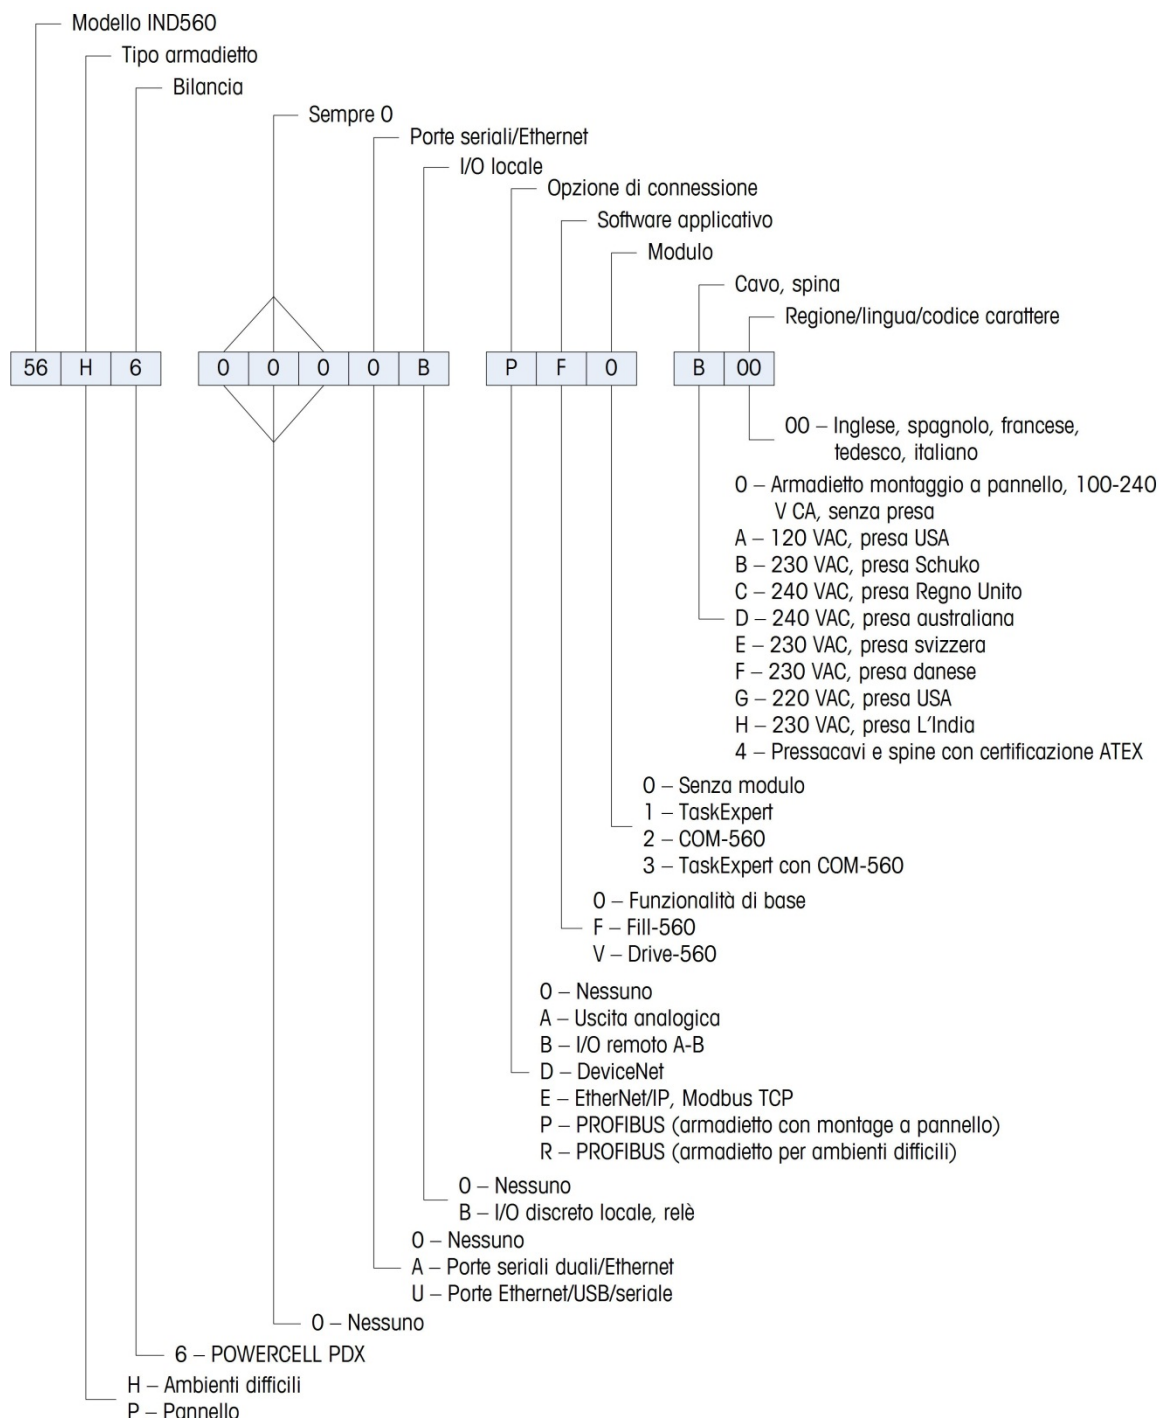 Modello IND560
Tipo armadietto
Bilancia
Sempre 0
Porte seriali/Ethernet
I/O locale
Opzione di connessione
Software applicativo
Modulo
Cavo, spina
Regione/lingua/codice carattere
56 H 6 0 0 0 0 B P F 0 B 00
00 – Inglese, spagnolo, francese,
tedesco, italiano
0 – Armadietto montaggio a pannello, 100-240
V CA, senza presa
A – 120 VAC, presa USA
B – 230 VAC, presa Schuko
C – 240 VAC, presa Regno Unito
D – 240 VAC, presa australiana
E – 230 VAC, presa svizzera
F – 230 VAC, presa danese
G – 220 VAC, presa USA
H – 230 VAC, presa L'India
4 – Pressacavi e spine con certificazione ATEX
0 – Senza modulo
1 – TaskExpert
2 – COM-560
3 – TaskExpert con COM-560
0 – Funzionalità di base
F – Fill-560
V – Drive-560
0 – Nessuno
A – Uscita analogica
B – I/O remoto A-B
D – DeviceNet
E – EtherNet/IP, Modbus TCP
P – PROFIBUS (armadietto con montage a pannello)
R – PROFIBUS (armadietto per ambienti difficili)
0 – Nessuno
B – I/O discreto locale, relè
0 – Nessuno
A – Porte seriali duali/Ethernet
U – Porte Ethernet/USB/seriale
0 – Nessuno
6 – POWERCELL PDX
H – Ambienti difficili
P – Pannello